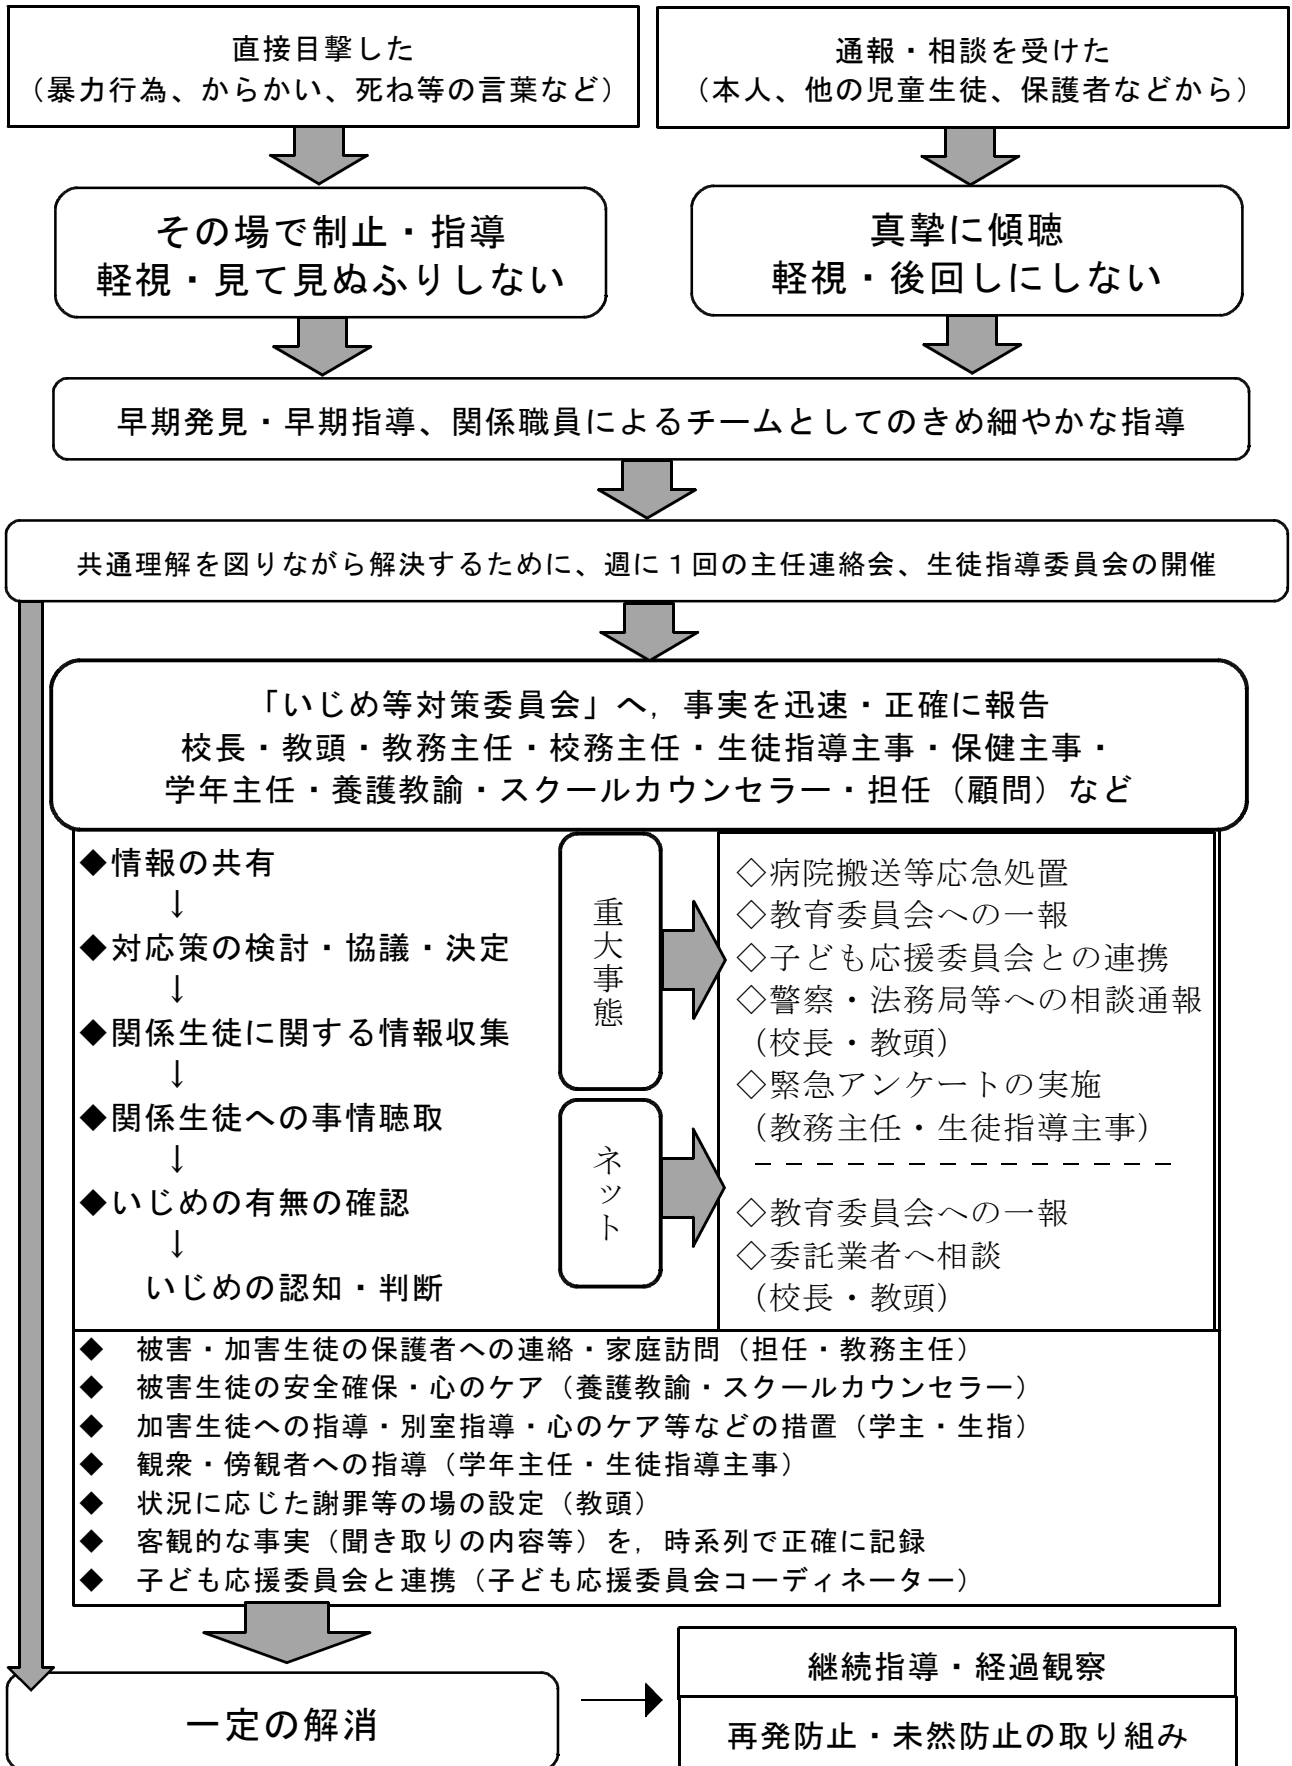 直接目撃した
（暴力行為、からかい、死ね等の言葉など）
通報・相談を受けた
（本人、他の児童生徒、保護者などから）
その場で制止・指導
軽視・見て見ぬふりしない
真摯に傾聴
軽視・後回しにしない
早期発見・早期指導、関係職員によるチームとしてのきめ細やかな指導
共通理解を図りながら解決するために、週に１回の主任連絡会、生徒指導委員会の開催
「いじめ等対策委員会」へ，事実を迅速・正確に報告
校長・教頭・教務主任・校務主任・生徒指導主事・保健主事・
学年主任・養護教諭・スクールカウンセラー・担任（顧問）など
◆情報の共有
↓
◆対応策の検討・協議・決定
↓
◆関係生徒に関する情報収集
↓
◆関係生徒への事情聴取
↓
◆いじめの有無の確認
↓
いじめの認知・判断
重大事態
◇病院搬送等応急処置
◇教育委員会への一報
◇子ども応援委員会との連携
◇警察・法務局等への相談通報
（校長・教頭）
◇緊急アンケートの実施
（教務主任・生徒指導主事）
ネット
◇教育委員会への一報
◇委託業者へ相談
（校長・教頭）
◆　被害・加害生徒の保護者への連絡・家庭訪問（担任・教務主任）
◆　被害生徒の安全確保・心のケア（養護教諭・スクールカウンセラー）
◆　加害生徒への指導・別室指導・心のケア等などの措置（学主・生指）
◆　観衆・傍観者への指導（学年主任・生徒指導主事）
◆　状況に応じた謝罪等の場の設定（教頭）
◆　客観的な事実（聞き取りの内容等）を，時系列で正確に記録
◆　子ども応援委員会と連携（子ども応援委員会コーディネーター）
一定の解消
継続指導・経過観察
再発防止・未然防止の取り組み